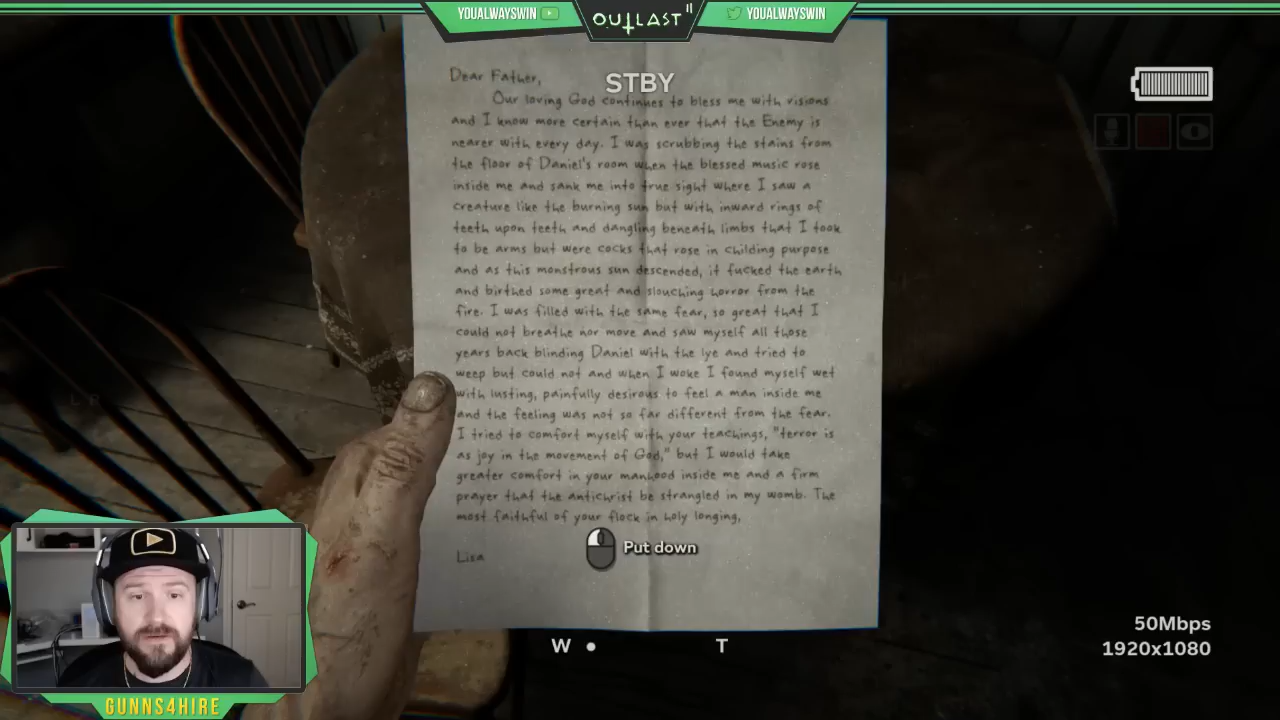 YOUALWAYSWIN
OUTLAST II
YOUALWAYSWIN
STBY
Dear Father,
Our loving God continues to bless me with visions
and I know more certain than ever that the Enemy is
nearer with every day. I was scrubbing the stains from
the floor of Daniel's room when the blessed music rose
inside me and sank me into true sight where I saw a
creature like the burning sun but with inward rings of
teeth upon teeth and dangling beneath limbs that I took
to be arms but were cocks that rose in childing purpose
and as this monstrous sun descended, it fucked the earth
and birthed some great and slouching horror from the
fire. I was filled with the same fear, so great that I
could not breathe nor move and saw myself all those
years back blinding Daniel with the lye and tried to
weep but could not and when I woke I found myself wet
with lusting, painfully desirous to feel a man inside me
and the feeling was not so far different from the fear.
I tried to comfort myself with your teachings, "terror is
as joy in the movement of God," but I would take
greater comfort in your manhood inside me and a firm
prayer that the antichrist be strangled in my womb. The
most faithful of your flock in holy longing,
Lisa
Put down
W
T
50Mbps
1920x1080
GUNNS4HIRE